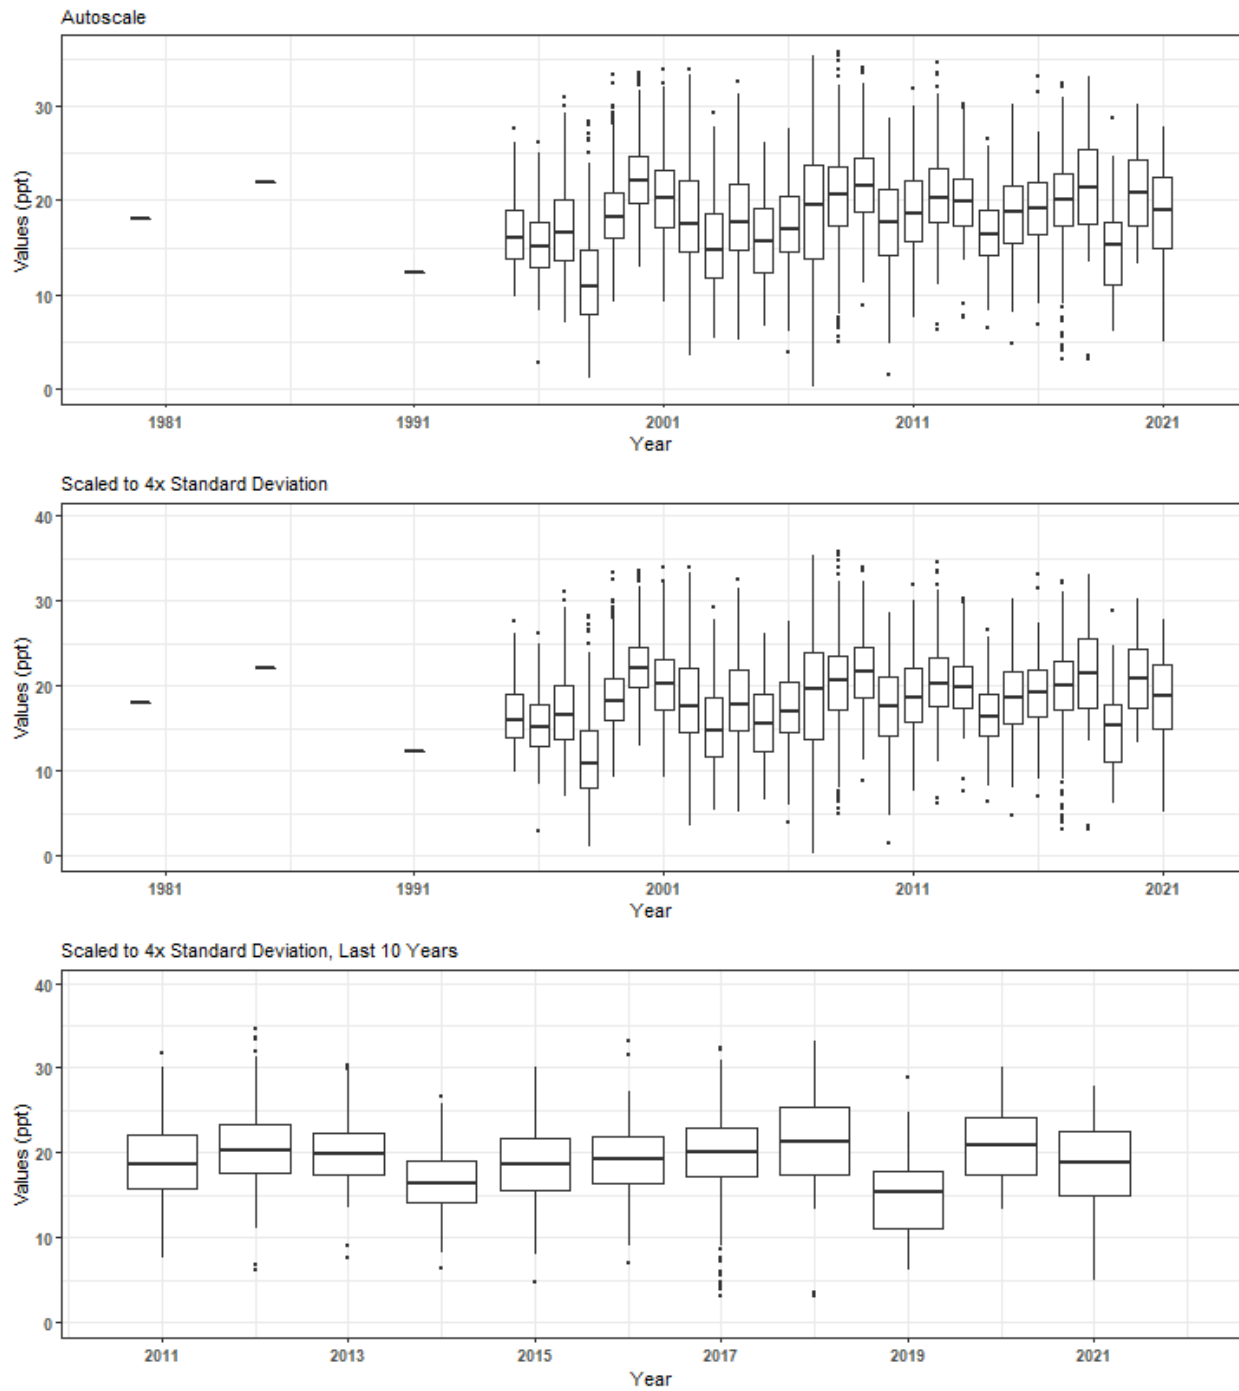 Autoscale
Values (ppt)
30
20
10
0
1981 1991 2001 2011 2021
Year
Scaled to 4x Standard Deviation
Values (ppt)
40
30
20
10
0
1981 1991 2001 2011 2021
Year
Scaled to 4x Standard Deviation, Last 10 Years
Values (ppt)
40
30
20
10
0
2011 2013 2015 2017 2019 2021
Year